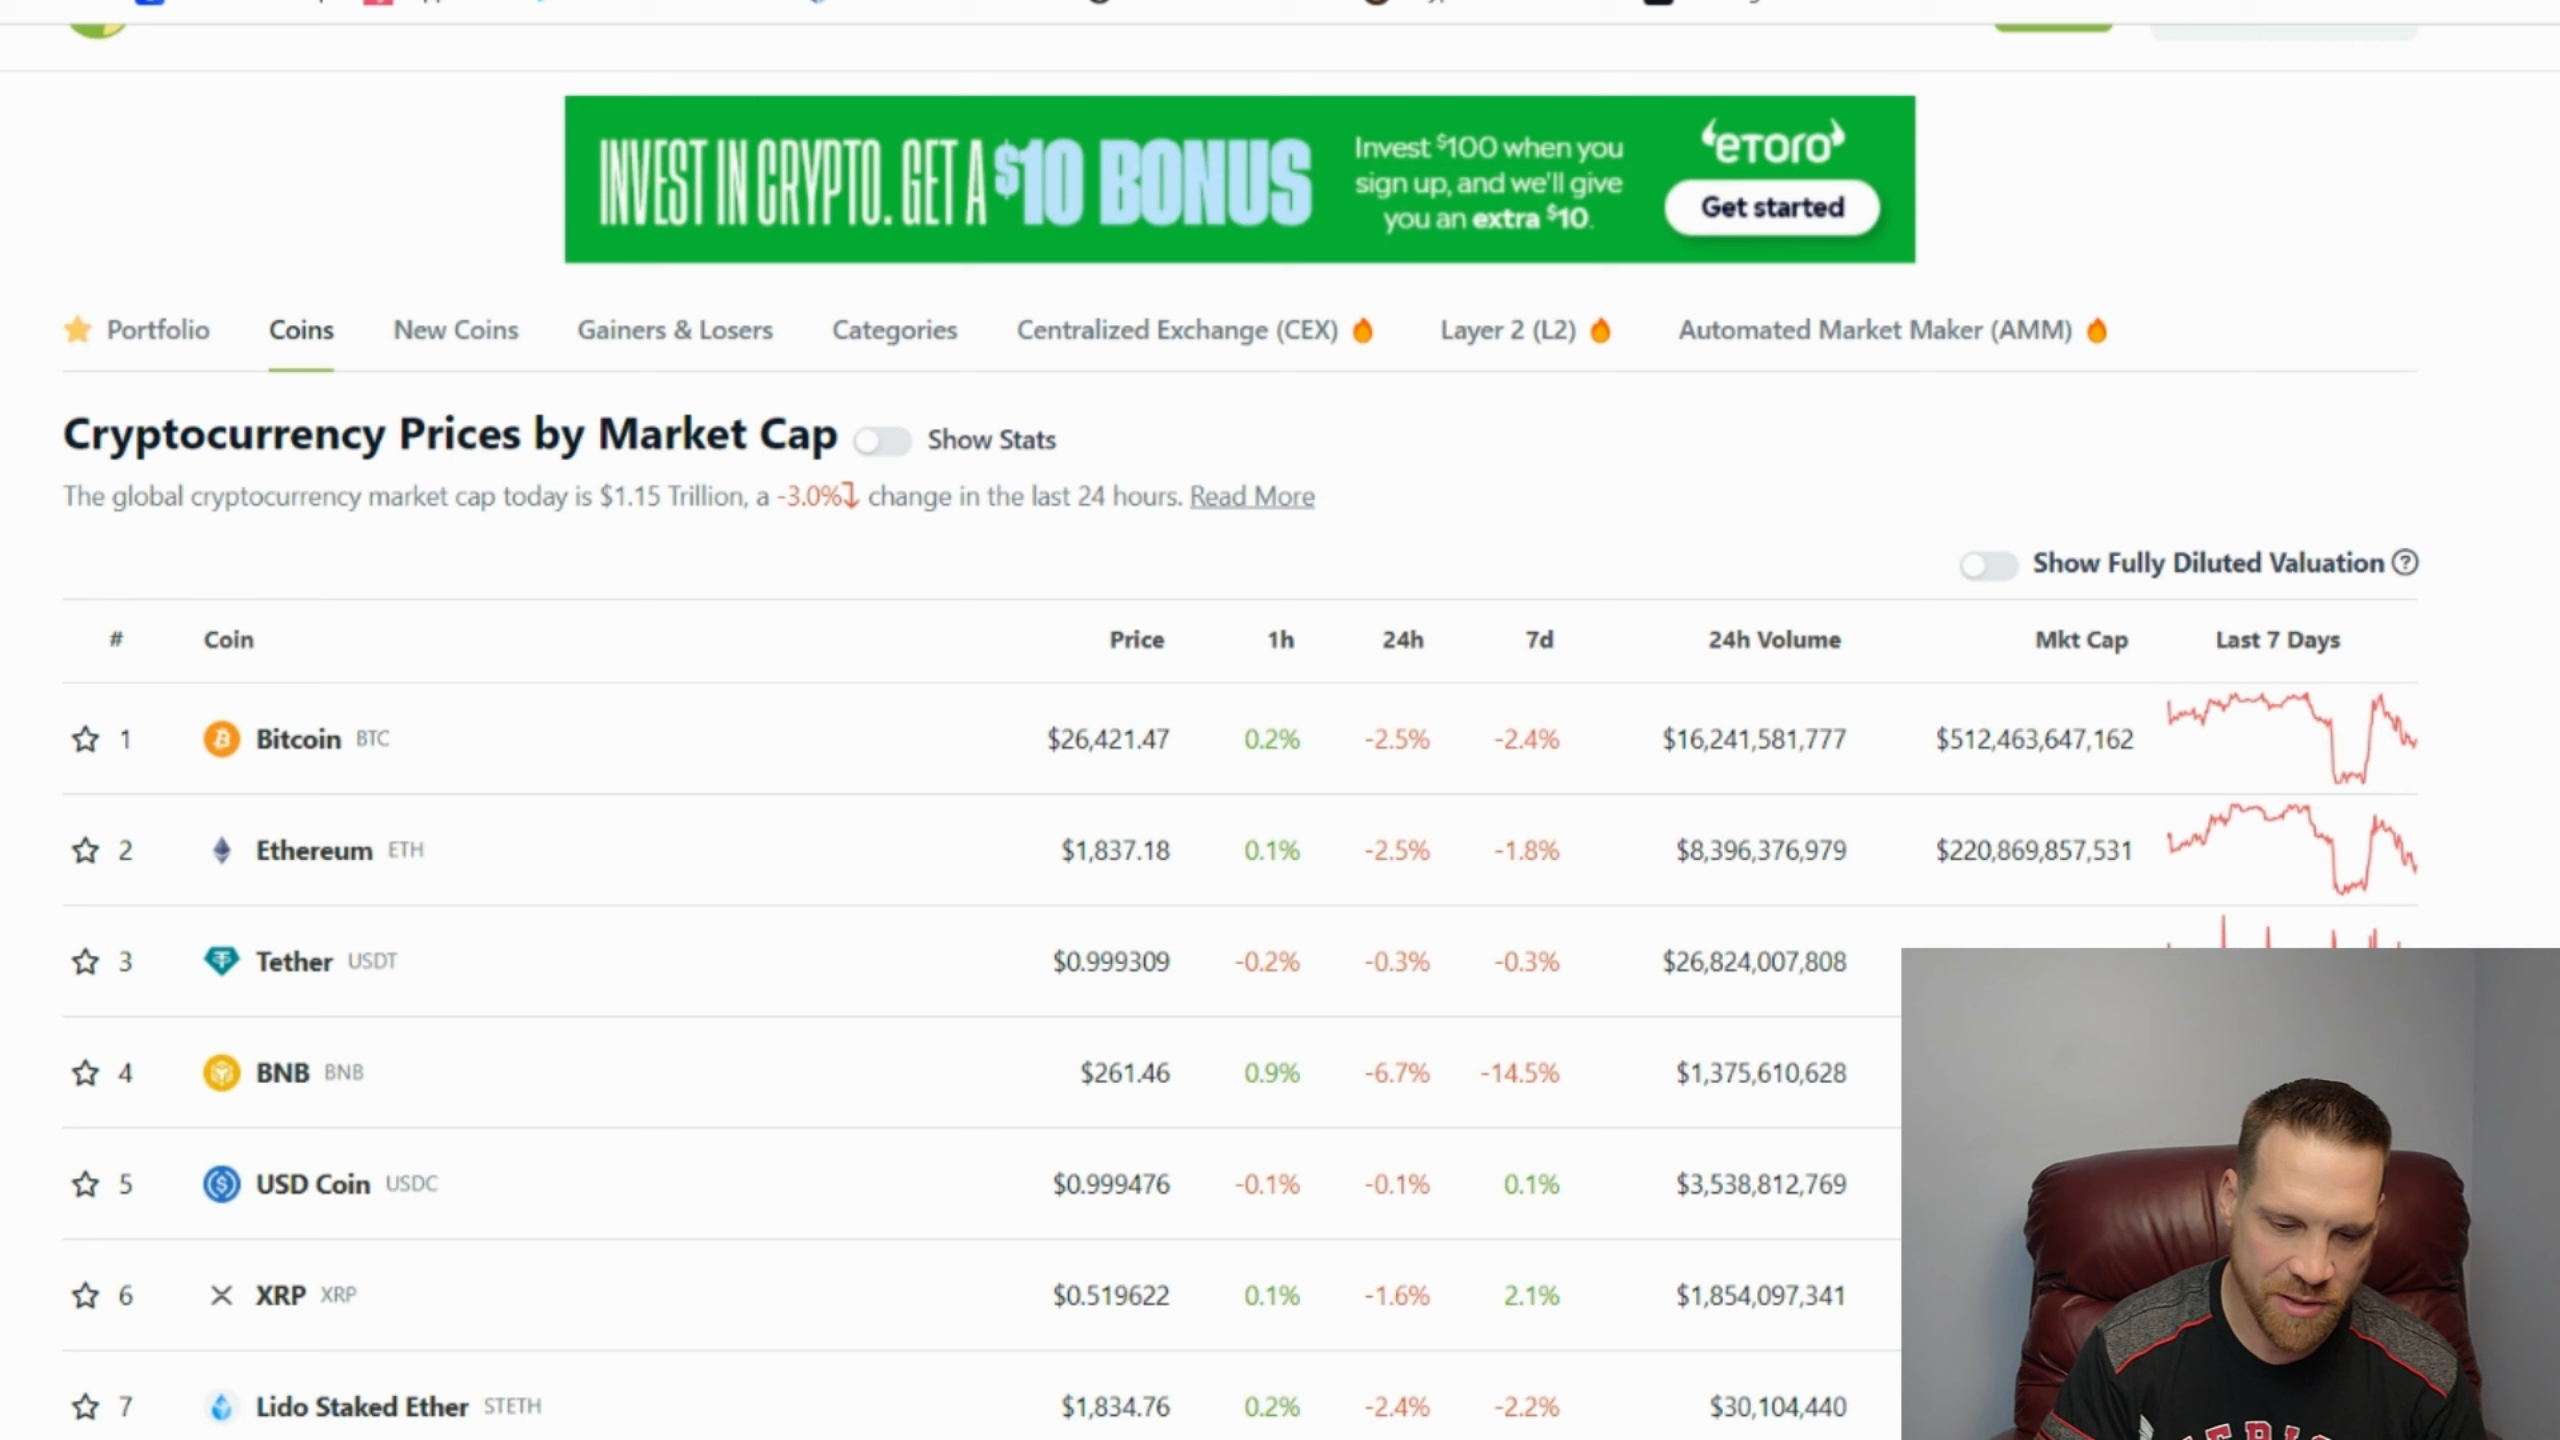 INVEST IN CRYPTO. GET A $10 BONUS
Invest $100 when you
sign up, and we'll give
you an extra $10.
eToro
Get started
Portfolio Coins New Coins Gainers & Losers Categories Centralized Exchange (CEX) Layer 2 (L2) Automated Market Maker (AMM)
Cryptocurrency Prices by Market Cap Show Stats
The global cryptocurrency market cap today is $1.15 Trillion, a -3.0% change in the last 24 hours. Read More
Show Fully Diluted Valuation ?
# Coin Price 1h 24h 7d 24h Volume Mkt Cap Last 7 Days
1 Bitcoin BTC $26,421.47 0.2% -2.5% -2.4% $16,241,581,777 $512,463,647,162
2 Ethereum ETH $1,837.18 0.1% -2.5% -1.8% $8,396,376,979 $220,869,857,531
3 Tether USDT $0.999309 -0.2% -0.3% -0.3% $26,824,007,808
4 BNB BNB $261.46 0.9% -6.7% -14.5% $1,375,610,628
5 USD Coin USDC $0.999476 -0.1% -0.1% 0.1% $3,538,812,769
6 XRP XRP $0.519622 0.1% -1.6% 2.1% $1,854,097,341
7 Lido Staked Ether STETH $1,834.76 0.2% -2.4% -2.2% $30,104,440